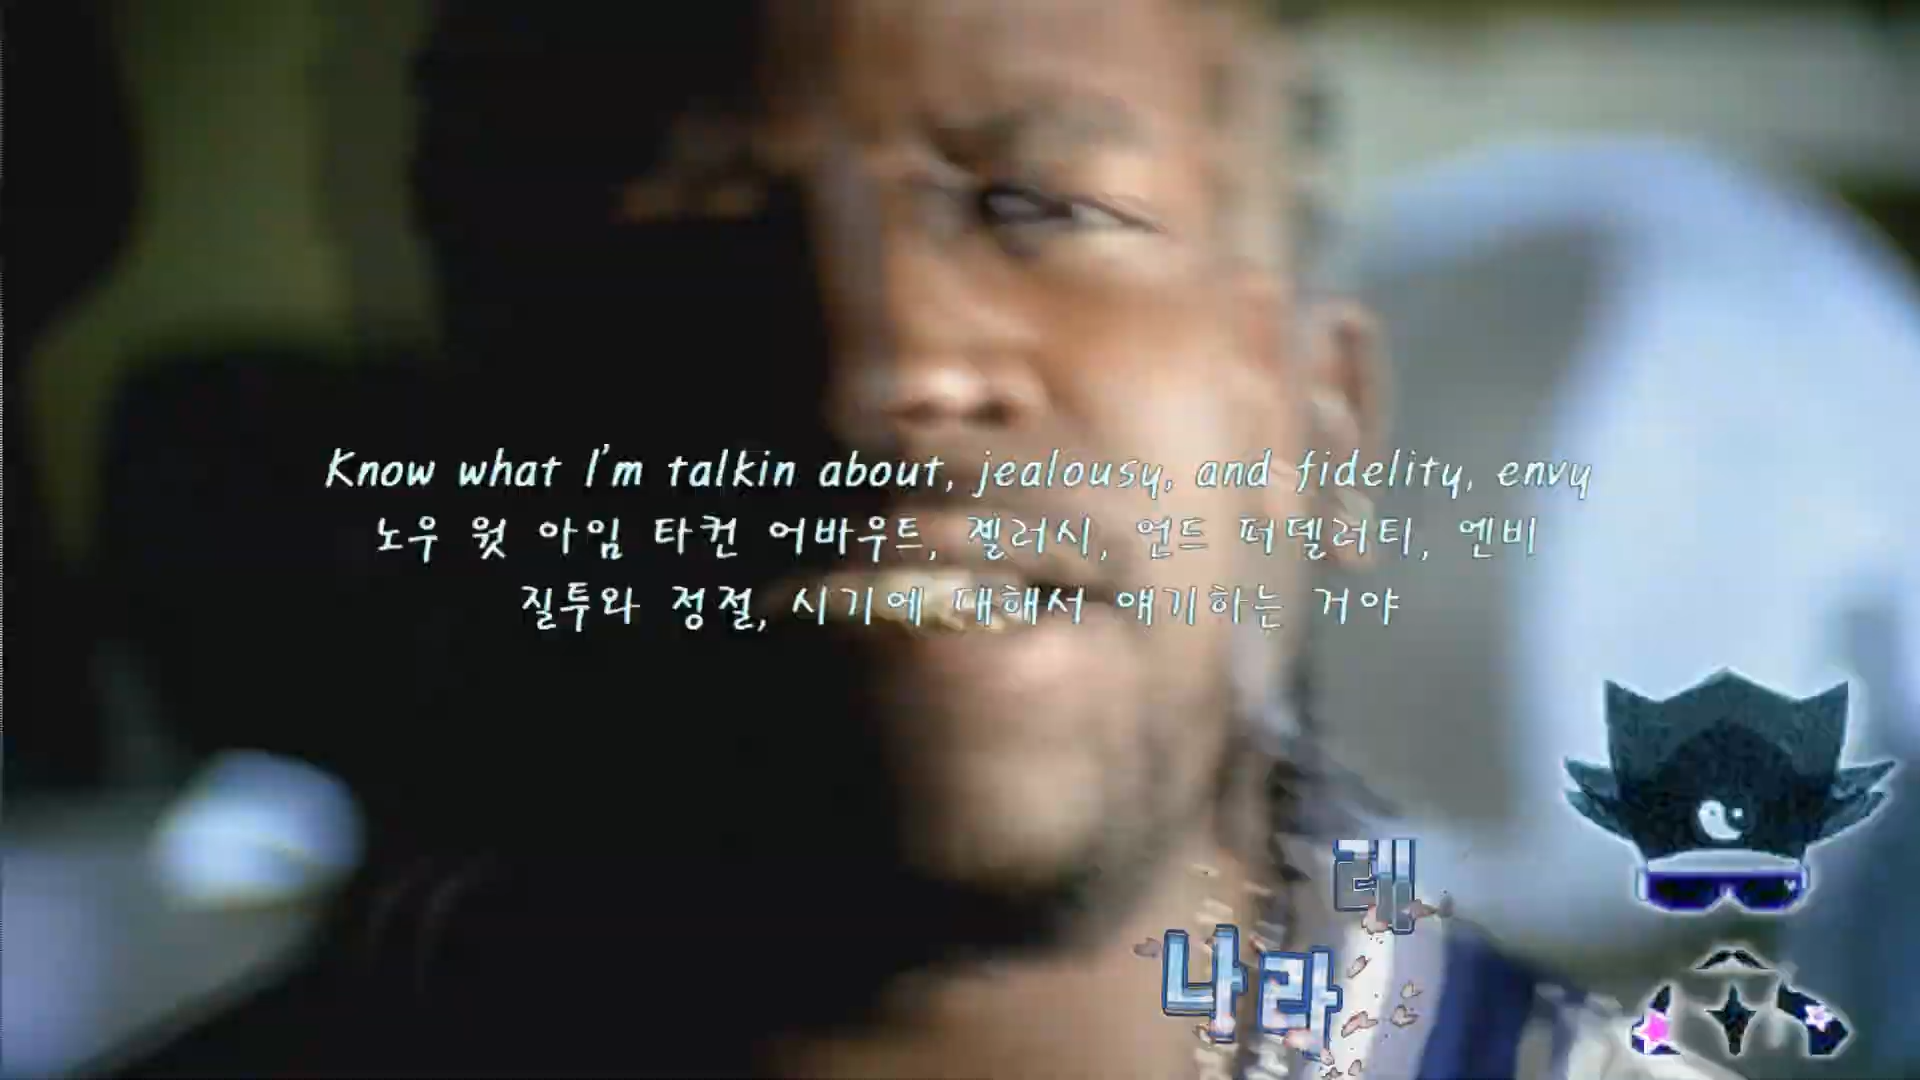 Know what I'm talkin about, jealousy, and fidelity, envy
노우 웟 아임 타컨 어바우트, 젤러시, 언드 퍼델러티, 엔비
질투와 정절, 시기에 대해서 얘기하는 거야
나라